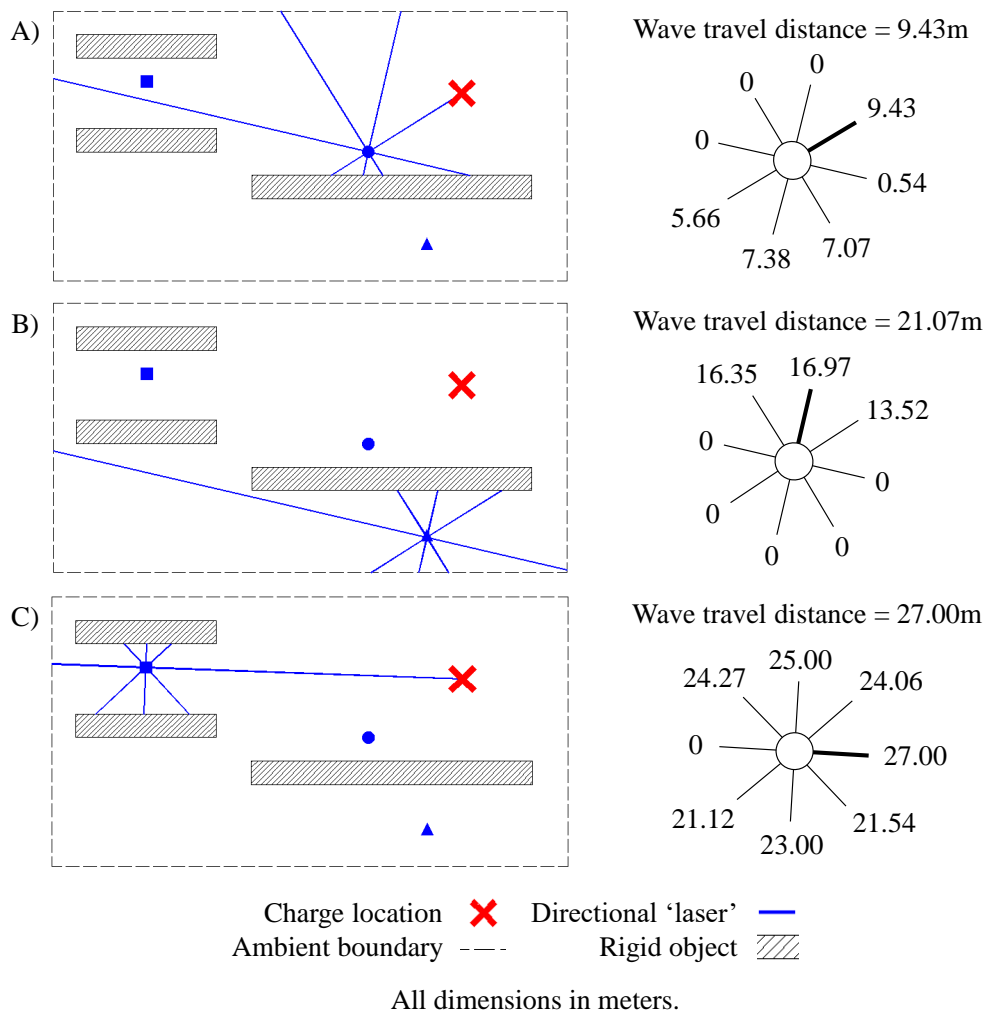 A)
Wave travel distance = 9.43m
0
0
9.43
0
0.54
5.66
7.38
7.07
B)
Wave travel distance = 21.07m
16.35
16.97
13.52
0
0
0
0
0
C)
Wave travel distance = 27.00m
24.27
25.00
24.06
0
27.00
21.12
23.00
21.54
Charge location
Directional ‘laser’
Ambient boundary
Rigid object
All dimensions in meters.